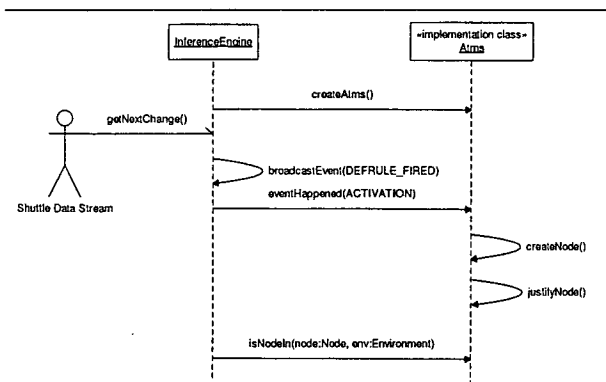 InferenceEngine
«implementation class»
Atms
createAtms()
getNextChange()
broadcastEvent(DEFRULE_FIRED)
Shuttle Data Stream
eventHappened(ACTIVATION)
createNode()
justifyNode()
isNodeIn(node:Node, env:Environment)